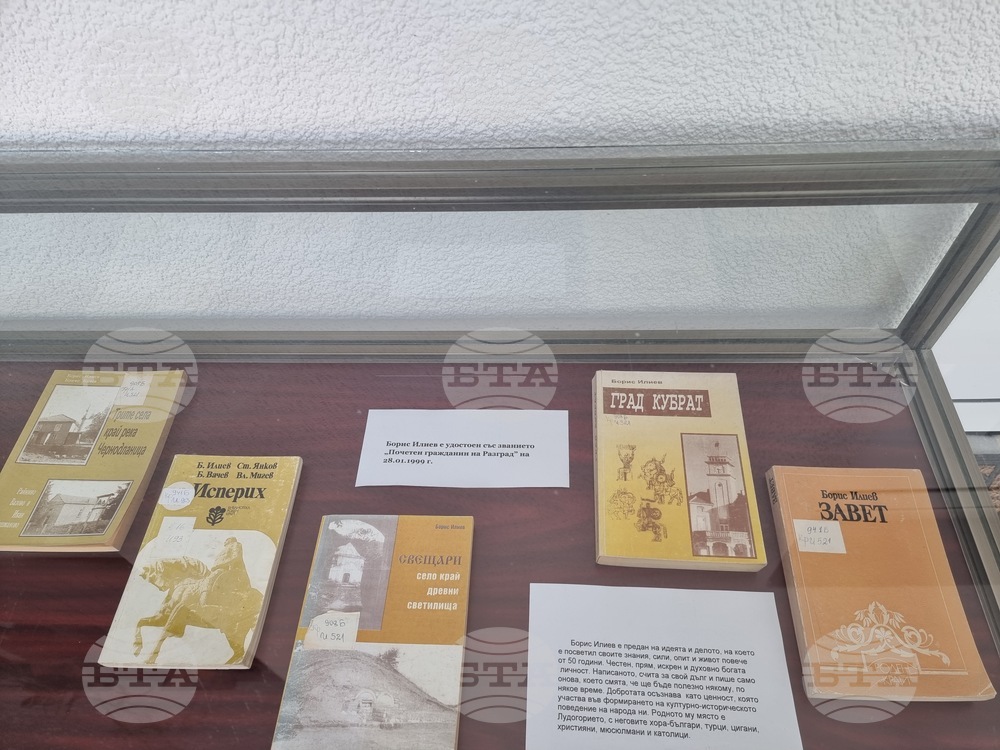 Трите села
край река
Чернодтаница
Б. Илиев Ст. Янков
Б. Вачев Вл. Мигев
Исперих
Борис Илиев
СВЕЩАРИ
село край
древни
светилища
902Б
И 521
Борис Илиев е удостоен със званието
„Почетен гражданин на Разград" на
28.01.1999 г.
Борис Илиев
ГРАД КУБРАТ
Борис Илиев
ЗАВЕТ
Борис Илиев е предан на идеята и делото, на което
е посветил своите знания, сили, опит и живот повече
от 50 години. Честен, прям, искрен и духовно богата
личност. Написаното, счита за свой дълг и пише само
онова, което смята, че ще бъде полезно някому, по
някое време. Добротата осъзнава като ценност, която
участва във формирането на културно-историческото
поведение на народа ни. Родното му място е
Лудогорието, с неговите хора-българи, турци, цигани,
християни, мюсюлмани и католици.
БТА
БТА
БТА
БТА
БТА
БТА